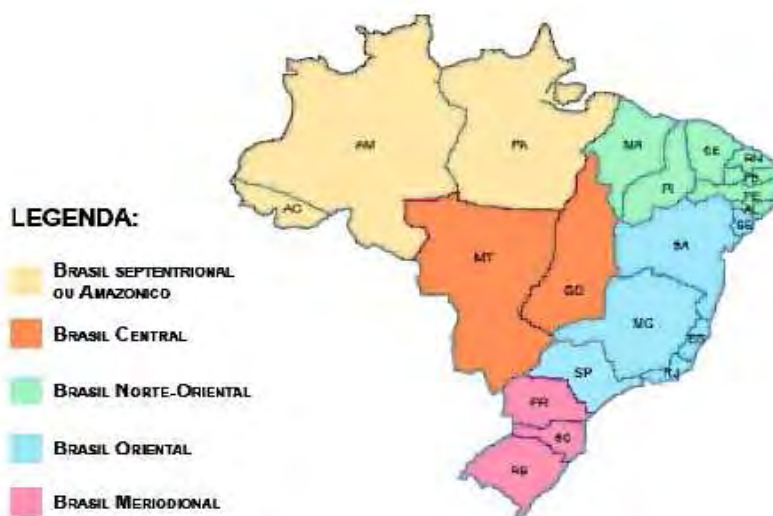 AM
PA
MA
CE
RN
PB
PI
PE
AL
AC
SE
LEGENDA:
BA
MT
BRASIL SEPTENTRIONAL
OU AMAZONICO
GO
MG
BRASIL CENTRAL
ES
SP
RJ
BRASIL NORTE-ORIENTAL
PR
BRASIL ORIENTAL
SC
RS
BRASIL MERIODIONAL